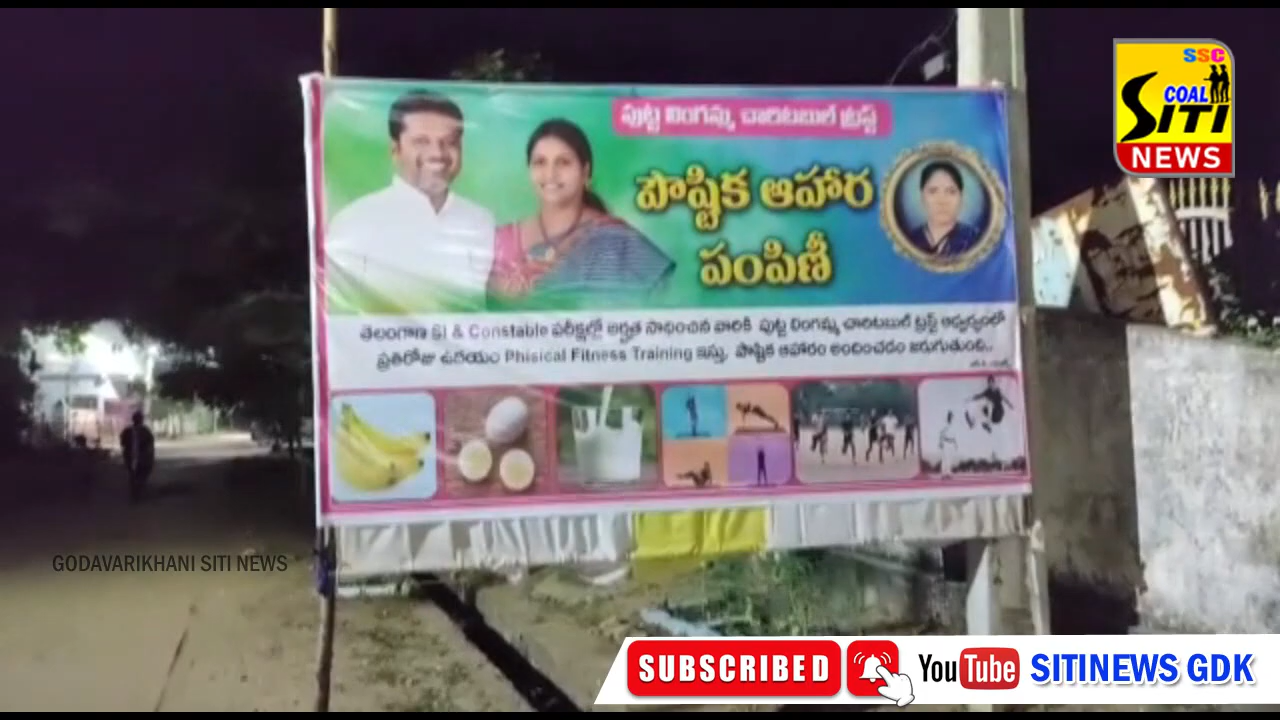 పుట్ట లింగమ్మ చారిటబుల్ ట్రస్ట్
పౌష్టిక ఆహార
పంపిణీ
తెలంగాణ SI & Constable పరీక్షల్లో అర్హత సాధించిన వారికి పుట్ట లింగమ్మ చారిటబుల్ ట్రస్ట్ ఆధ్వర్యంలో
ప్రతిరోజు ఉదయం Phisical Fitness Training ఇస్తు, పౌష్టిక ఆహారం అందించడం జరుగుతుంది..
SSC
COAL
SITI
NEWS
GODAVARIKHANI SITI NEWS
SUBSCRIBED
YouTube SITINEWS GDK